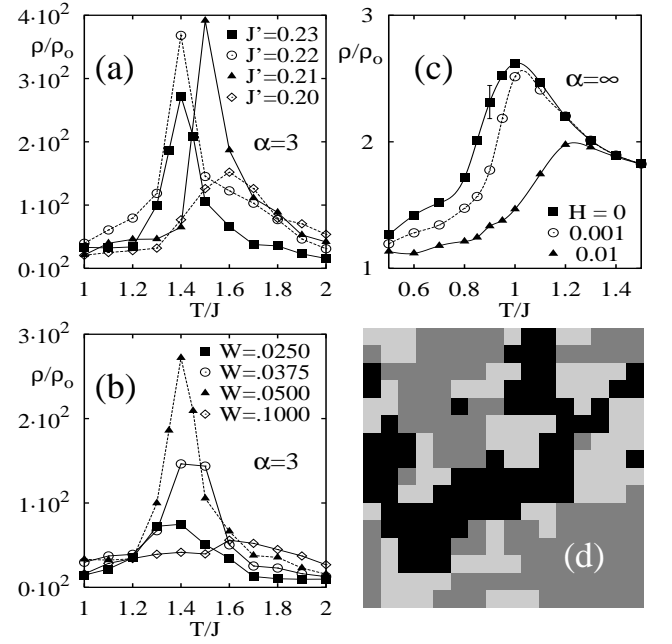 4·10²
ρ/ρo
3·10²
2·10²
1·10²
0·10²
(a)
J'=0.23
J'=0.22
J'=0.21
J'=0.20
α=3
1 1.2 1.4 1.6 1.8 2
T/J
3
ρ/ρo
2
1
(c)
α=∞
H = 0
0.001
0.01
0.6 0.8 1 1.2 1.4
T/J
3·10²
ρ/ρo
2·10²
1·10²
0·10²
(b)
W=.0250
W=.0375
W=.0500
W=.1000
α=3
1 1.2 1.4 1.6 1.8 2
T/J
(d)